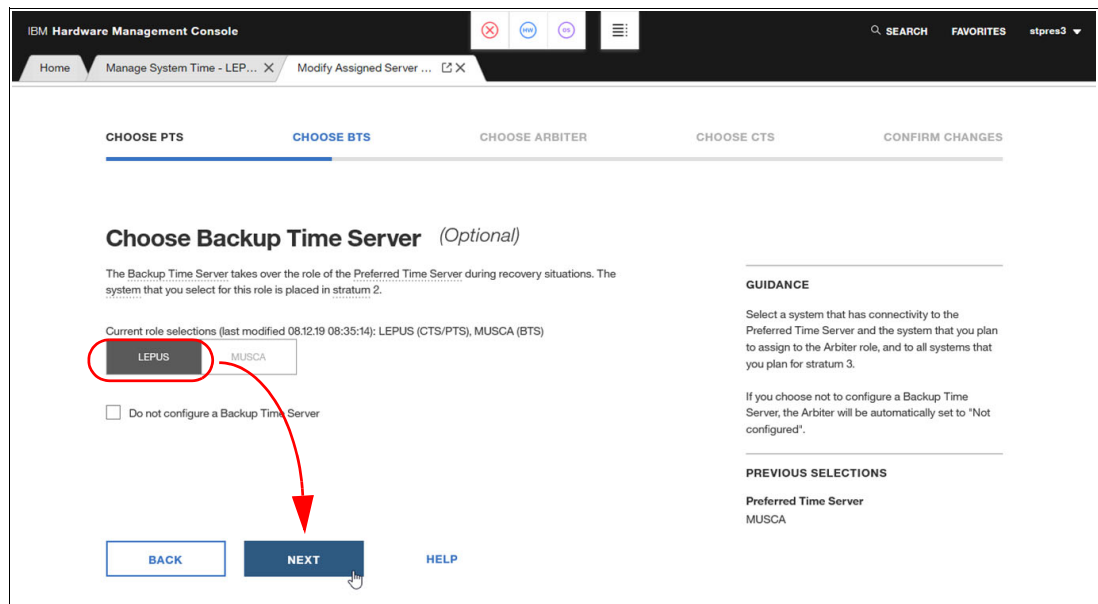 IBM Hardware Management Console
HW
OS
SEARCH FAVORITES stpres3
Home
Manage System Time - LEP...
Modify Assigned Server ...
CHOOSE PTS
CHOOSE BTS
CHOOSE ARBITER
CHOOSE CTS
CONFIRM CHANGES
Choose Backup Time Server (Optional)
The Backup Time Server takes over the role of the Preferred Time Server during recovery situations. The
system that you select for this role is placed in stratum 2.
Current role selections (last modified 08.12.19 08:35:14): LEPUS (CTS/PTS), MUSCA (BTS)
LEPUS
MUSCA
Do not configure a Backup Time Server
BACK
NEXT
HELP
GUIDANCE
Select a system that has connectivity to the
Preferred Time Server and the system that you plan
to assign to the Arbiter role, and to all systems that
you plan for stratum 3.
If you choose not to configure a Backup Time
Server, the Arbiter will be automatically set to "Not
configured".
PREVIOUS SELECTIONS
Preferred Time Server
MUSCA